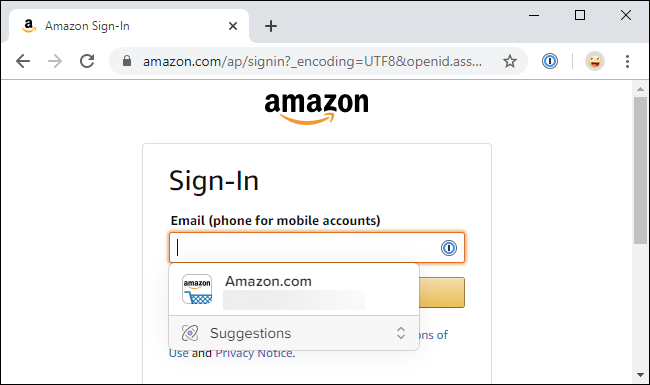 Amazon Sign-In
amazon.com/ap/signin?_encoding=UTF8&openid.ass...
amazon
Sign-In
Email (phone for mobile accounts)
amazon
Amazon.com
Suggestions
ons of
Use and Privacy Notice.